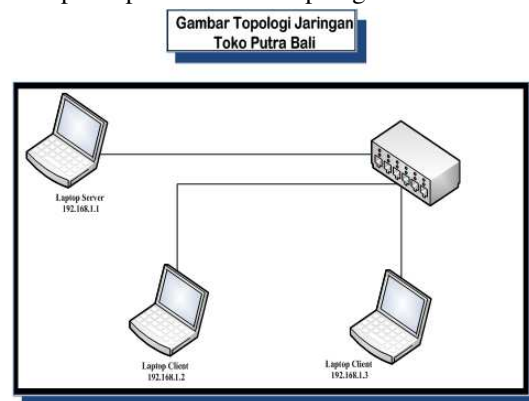 Gambar Topologi Jaringan
Toko Putra Bali
Laptop Server
192.168.1.1
Laptop Client
192.168.1.2
Laptop Client
192.168.1.3